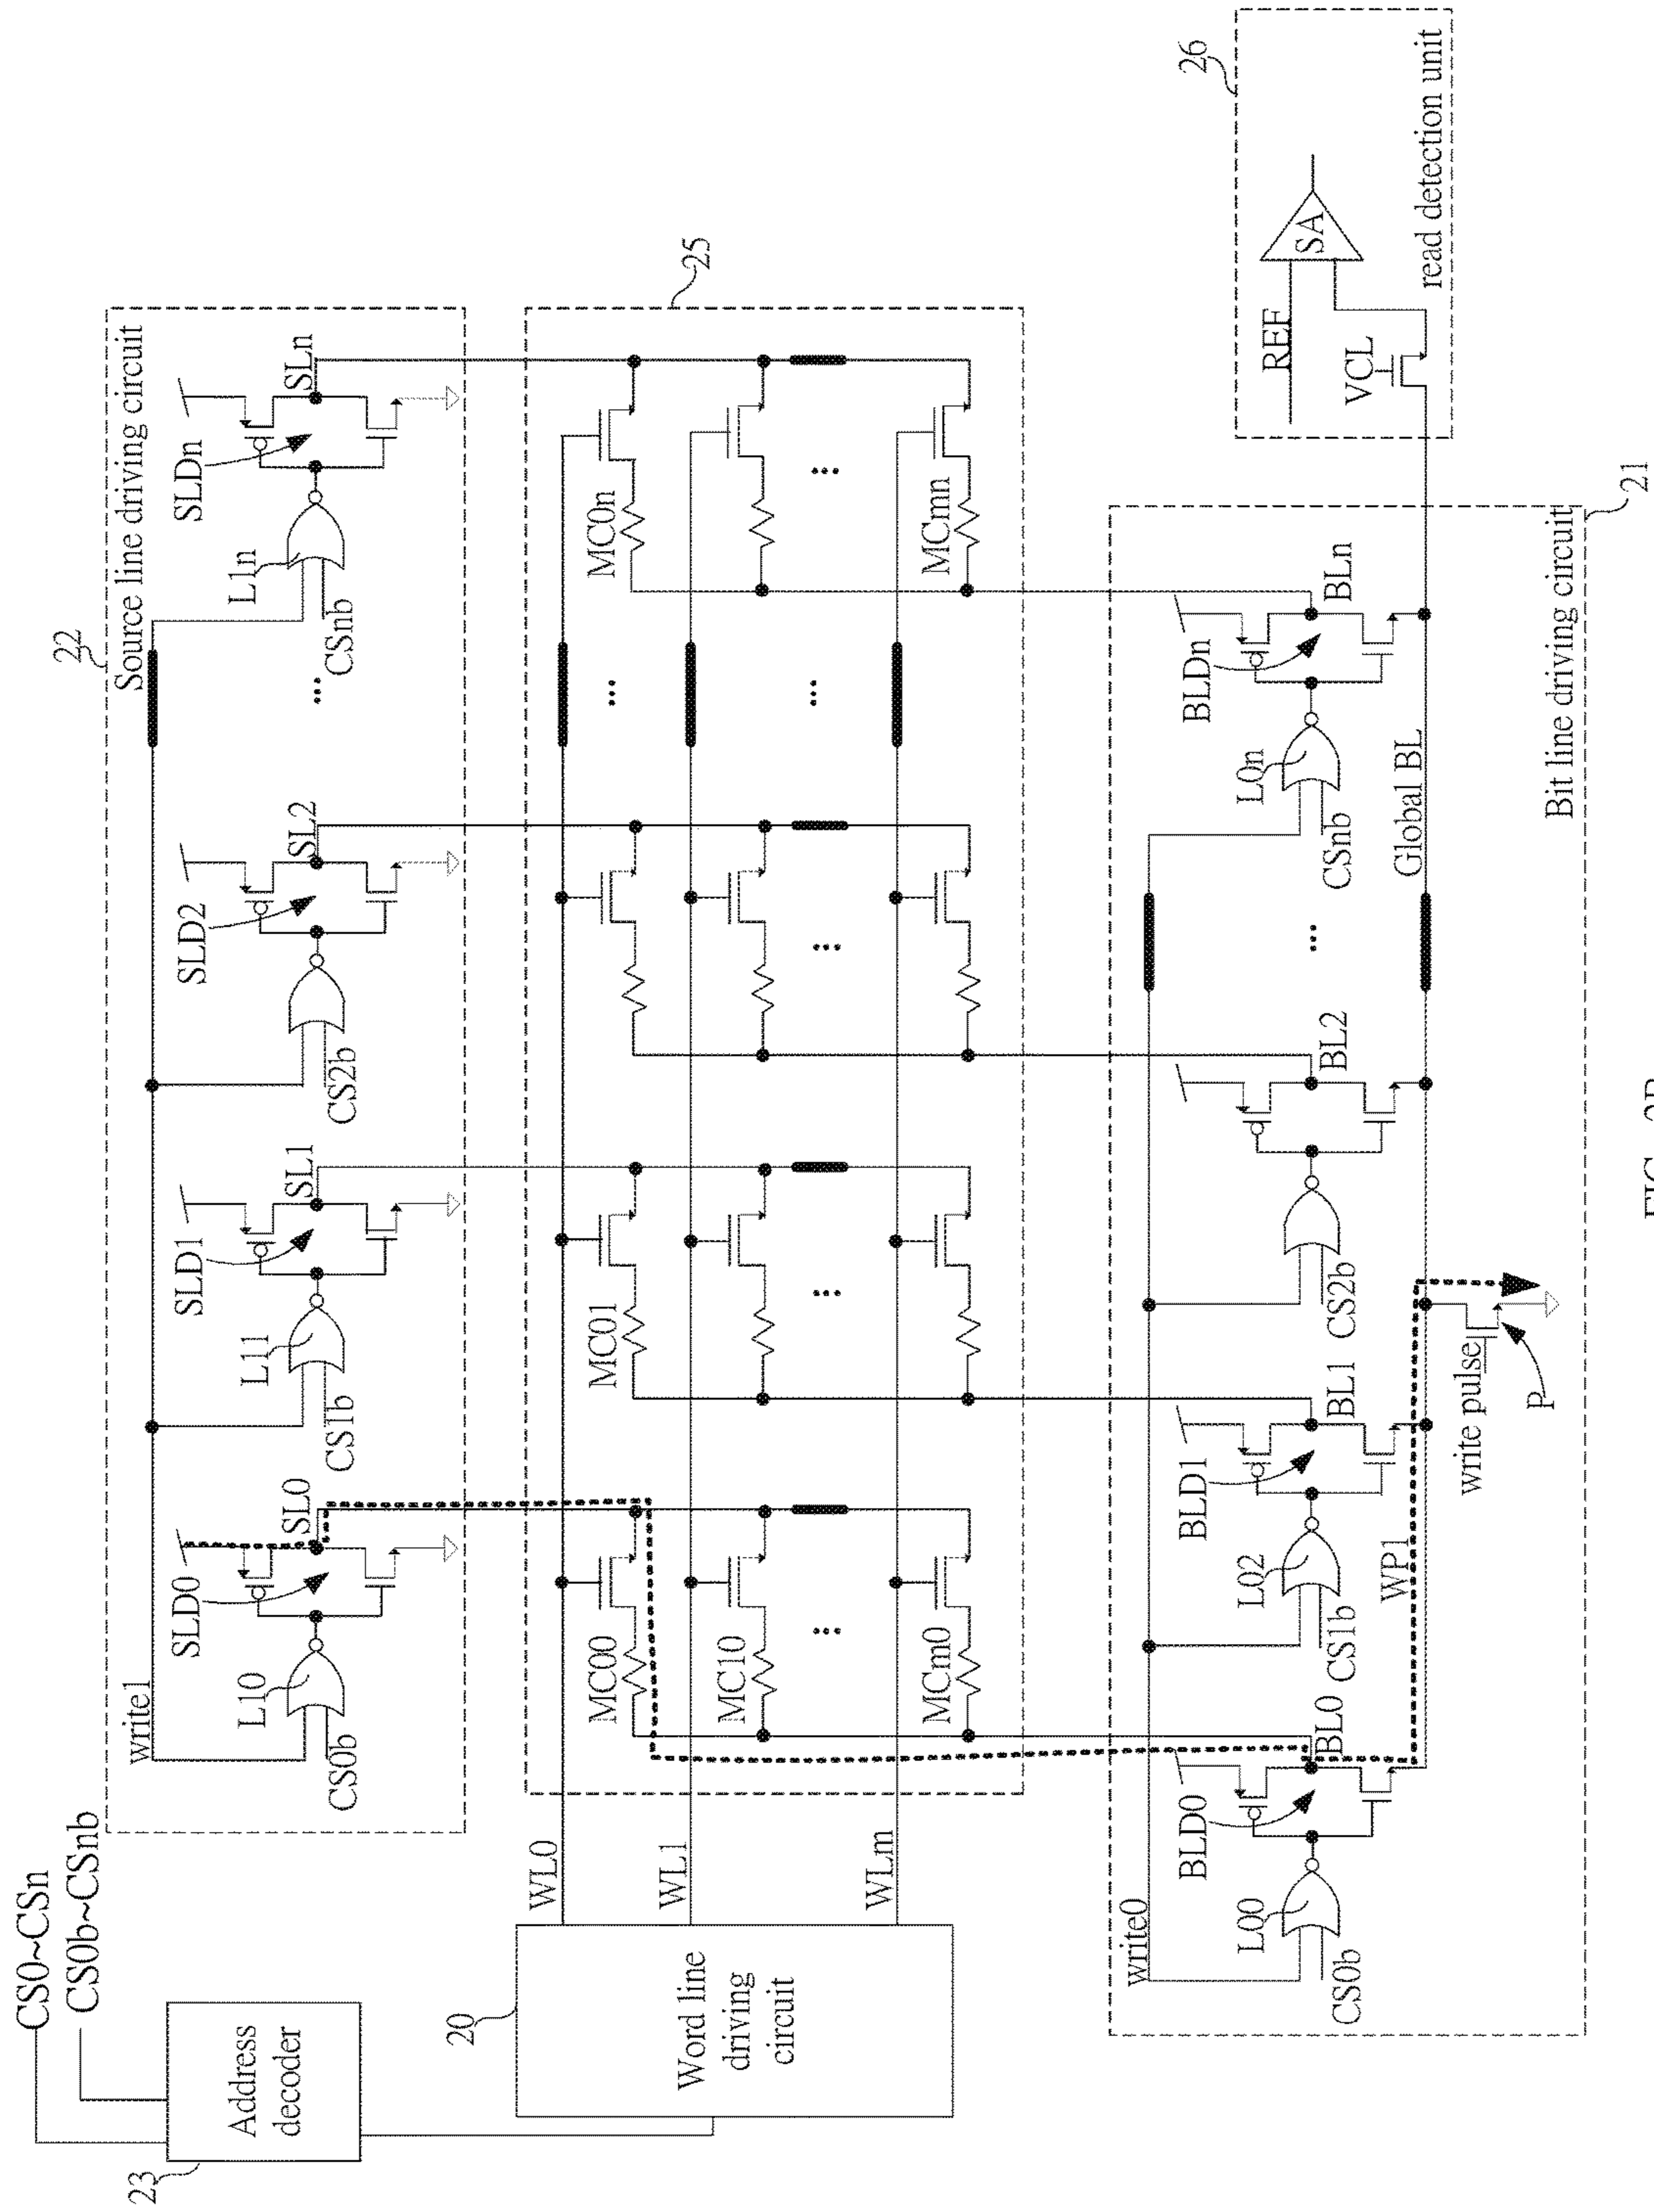 CS0~CSn
CS0b~CSnb
23
Address
decoder
22
Source line driving circuit
write1
L10
CS0b
SLD0
SL0
L11
CS1b
SLD1
SL1
CS2b
SLD2
SL2
...
L1n
CSnb
SLDn
SLn
20
Word line
driving
circuit
WL0
WL1
WLm
25
MC00
MC01
...
MC0n
MC10
MCm0
...
...
...
...
...
MCmn
write0
L00
CS0b
BLD0
BL0
L02
CS1b
BLD1
BL1
WP1
write pulse
P
CS2b
BL2
...
Global BL
L0n
CSnb
BLDn
BLn
Bit line driving circuit
21
26
REF
SA
VCL
read detection unit